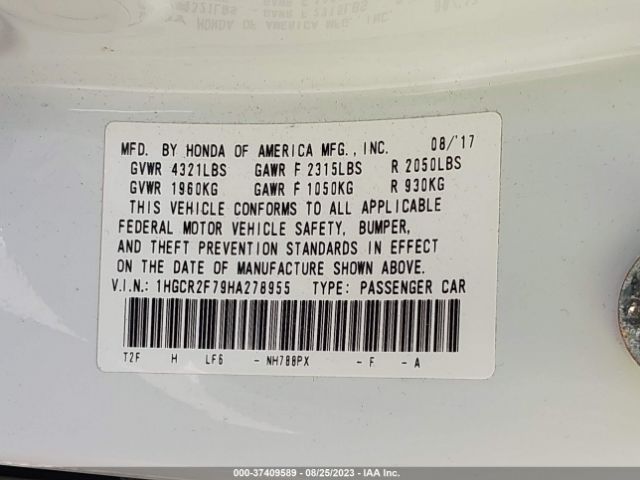 MFD. BY HONDA OF AMERICA MFG., INC. 08/'17
GVWR 4321LBS GAWR F 2315LBS R 2050LBS
GVWR 1960KG GAWR F 1050KG R 930KG
THIS VEHICLE CONFORMS TO ALL APPLICABLE
FEDERAL MOTOR VEHICLE SAFETY, BUMPER,
AND THEFT PREVENTION STANDARDS IN EFFECT
ON THE DATE OF MANUFACTURE SHOWN ABOVE.
V.I.N.: 1HGCR2F79HA278955 TYPE: PASSENGER CAR
T2F H LF6 - NH788PX - F - A
000-37409589 - 08/25/2023 - IAA Inc.